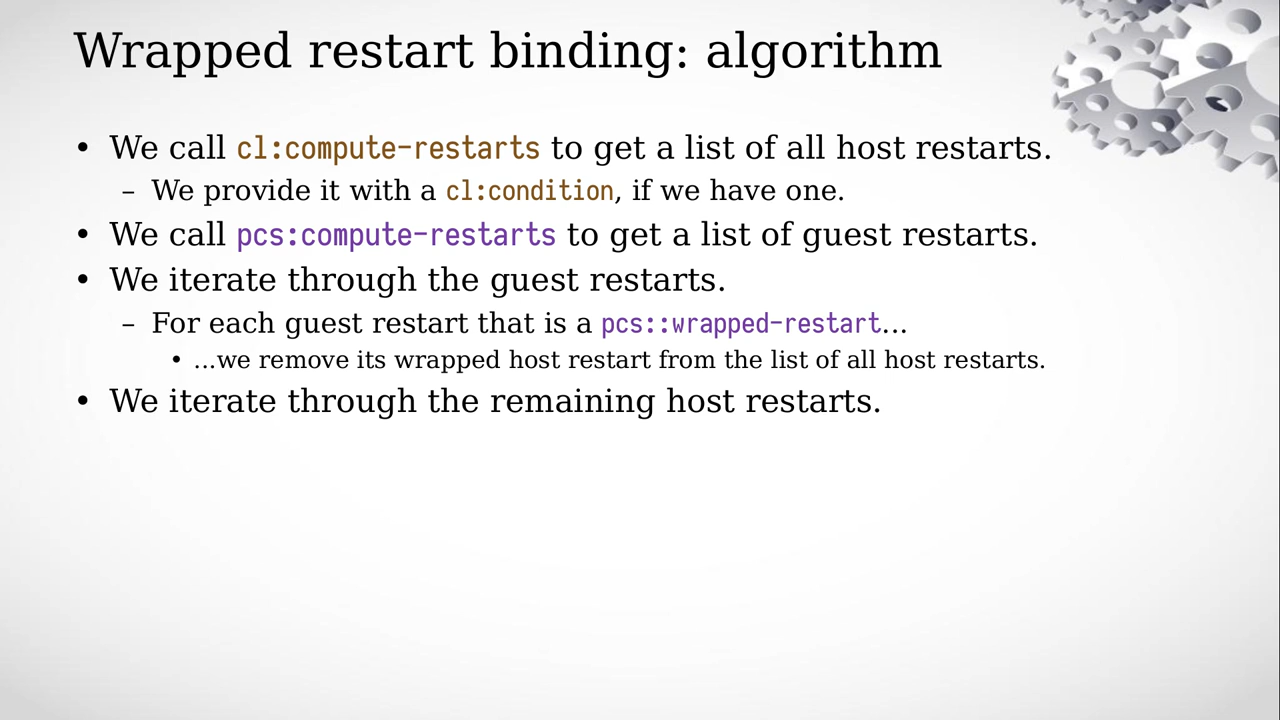 Wrapped restart binding: algorithm
• We call cl:compute-restarts to get a list of all host restarts.
– We provide it with a cl:condition, if we have one.
• We call pcs:compute-restarts to get a list of guest restarts.
• We iterate through the guest restarts.
– For each guest restart that is a pcs::wrapped-restart...
• ...we remove its wrapped host restart from the list of all host restarts.
• We iterate through the remaining host restarts.